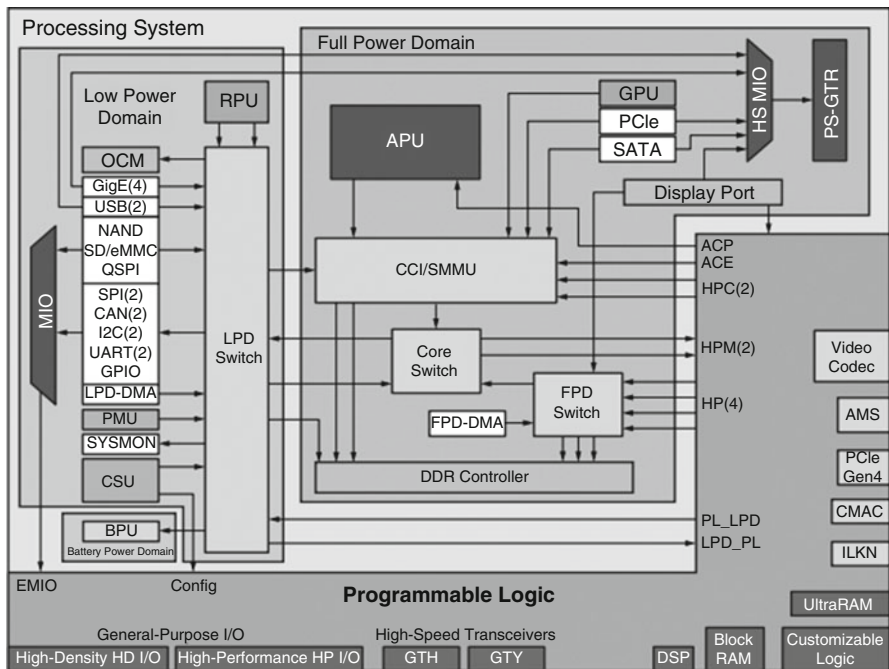 Processing System
Full Power Domain
Low Power
Domain
RPU
OCM
GigE(4)
USB(2)
NAND
SD/eMMC
QSPI
SPI(2)
CAN(2)
I2C(2)
UART(2)
GPIO
LPD-DMA
PMU
SYSMON
CSU
BPU
Battery Power Domain
MIO
LPD
Switch
APU
GPU
PCIe
SATA
HS MIO
PS-GTR
Display Port
CCI/SMMU
Core
Switch
FPD
Switch
FPD-DMA
DDR Controller
ACP
ACE
HPC(2)
HPM(2)
HP(4)
PL_LPD
LPD_PL
Video
Codec
AMS
PCIe
Gen4
CMAC
ILKN
EMIO
Config
Programmable Logic
UltraRAM
General-Purpose I/O
High-Speed Transceivers
High-Density HD I/O
High-Performance HP I/O
GTH
GTY
DSP
Block
RAM
Customizable
Logic